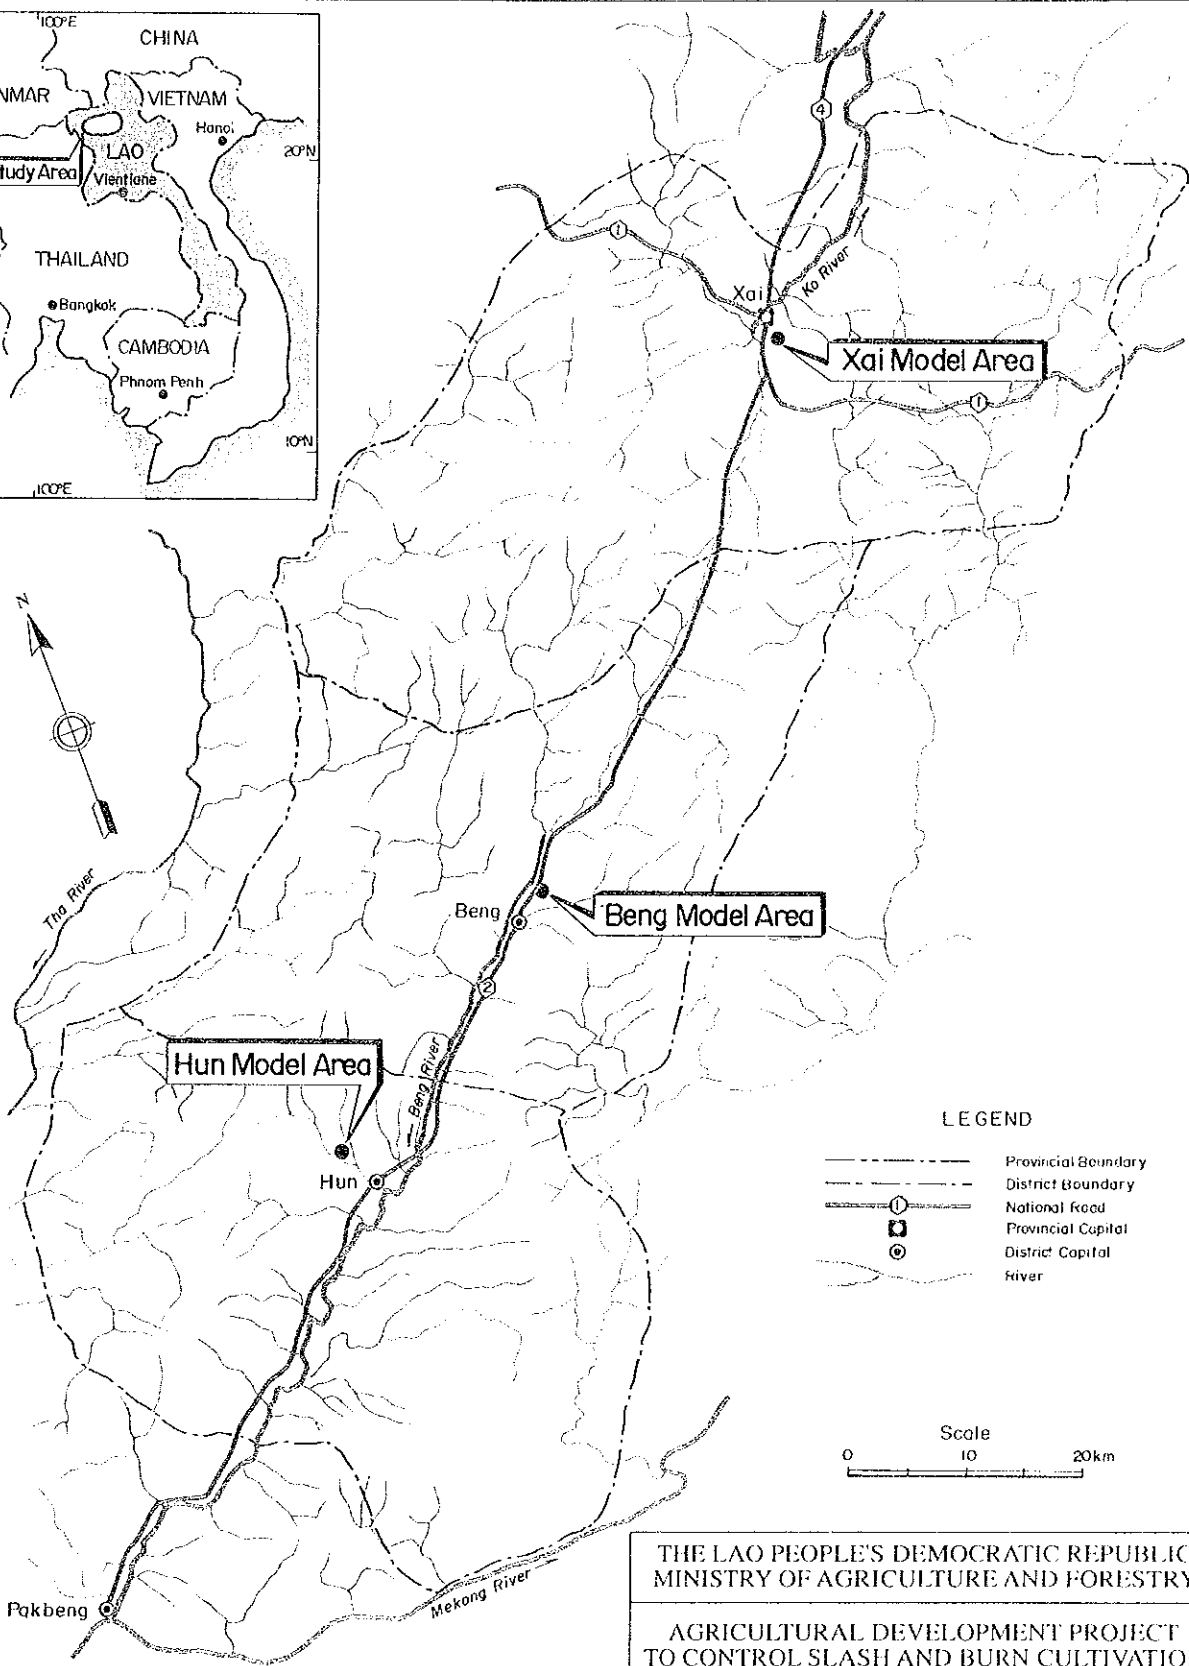 100°E
CHINA
NMAR
VIETNAM
Hanoi
20°N
LAO
tudy Area
Vientiane
THAILAND
Bangkok
CAMBODIA
Phnom Penh
10°N
100°E
4
1
Ko River
Xai
Xai Model Area
1
N
Tha River
Beng
Beng Model Area
2
Hun Model Area
Beng River
Hun
LEGEND
Provincial Boundary
District Boundary
1 National Road
Provincial Capital
District Capital
River
Scale
0 10 20km
Mekong River
Pakbeng
THE LAO PEOPLE'S DEMOCRATIC REPUBLIC
MINISTRY OF AGRICULTURE AND FORESTRY
AGRICULTURAL DEVELOPMENT PROJECT
TO CONTROL SLASH AND BURN CULTIVATIO